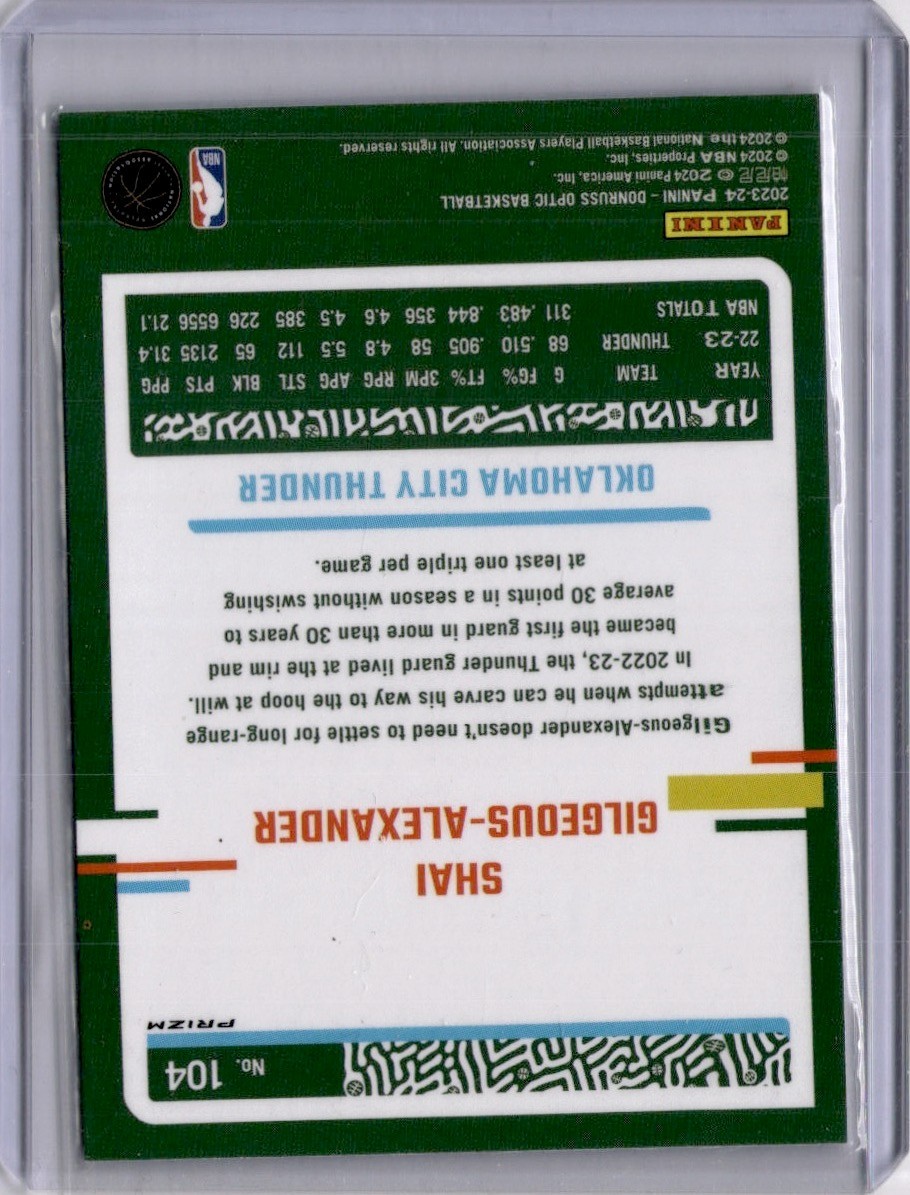 No. 104
PRIZM
SHAI
GILGEOUS-ALEXANDER
Gilgeous-Alexander doesn't need to settle for long-range
attempts when he can carve his way to the hoop at will.
In 2022-23, the Thunder guard lived at the rim and
became the first guard in more than 30 years to
average 30 points in a season without swishing
at least one triple per game.
OKLAHOMA CITY THUNDER
YEAR TEAM G FG% FT% 3PM RPG APG STL BLK PTS PPG
22-23 THUNDER 68 .510 .905 58 4.8 5.5 112 65 2135 31.4
NBA TOTALS 311 .483 .844 356 4.6 4.5 385 226 6556 21.1
PANINI
2023-24 PANINI – DONRUSS OPTIC BASKETBALL
帕尼尼 © 2024 Panini America, Inc.
© 2024 NBA Properties, Inc.
© 2024 the National Basketball Players Association. All rights reserved.
NBA